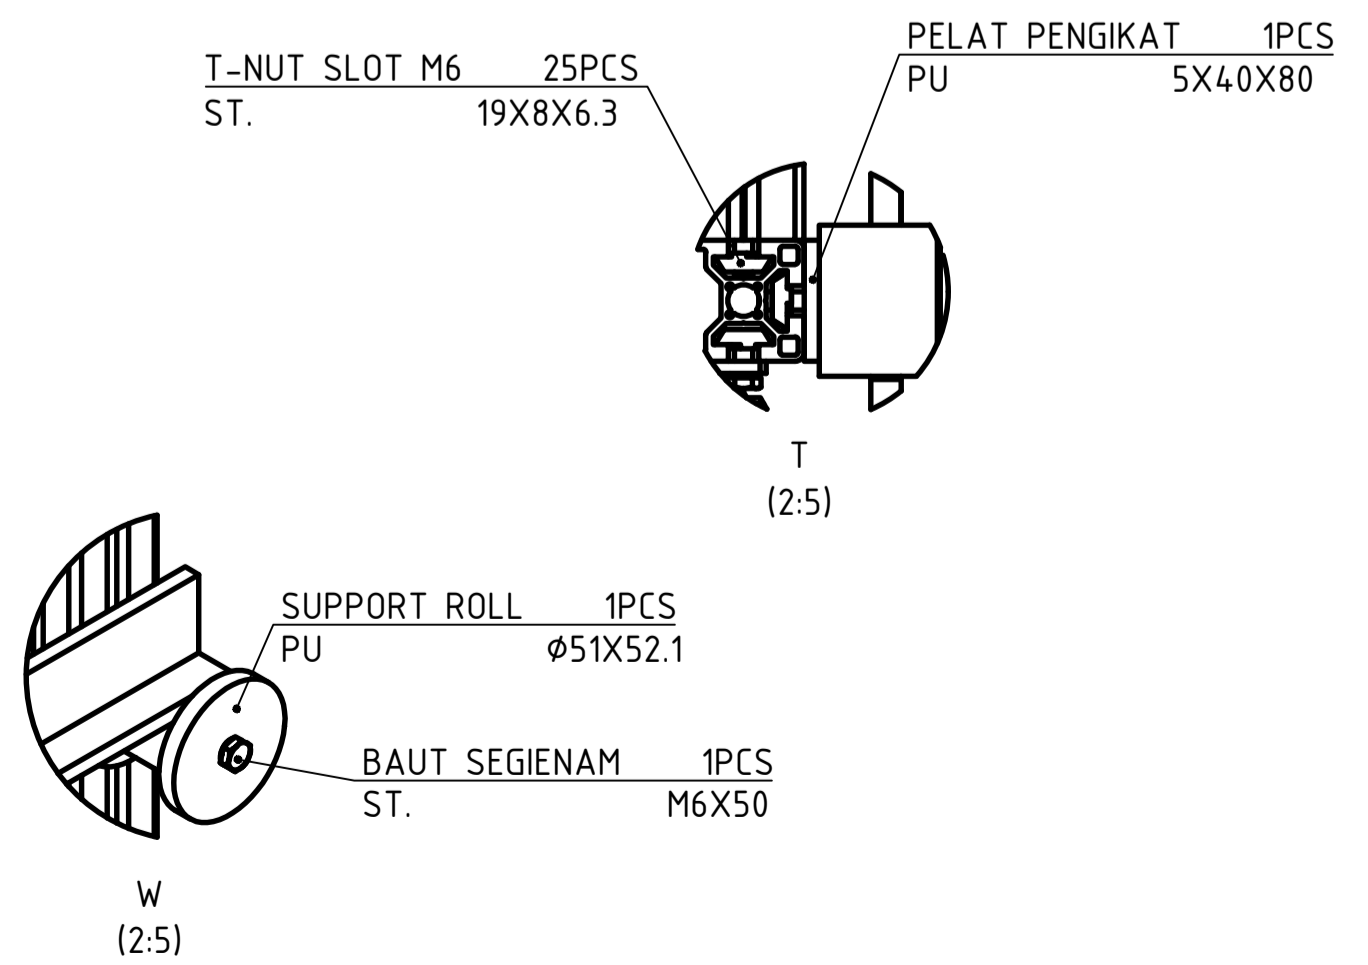 PELAT PENGIKAT 1PCS
PU 5X40X80
T-NUT SLOT M6 25PCS
ST. 19X8X6.3
T
(2:5)
SUPPORT ROLL 1PCS
PU Ø51X52.1
BAUT SEGIENAM 1PCS
ST. M6X50
W
(2:5)